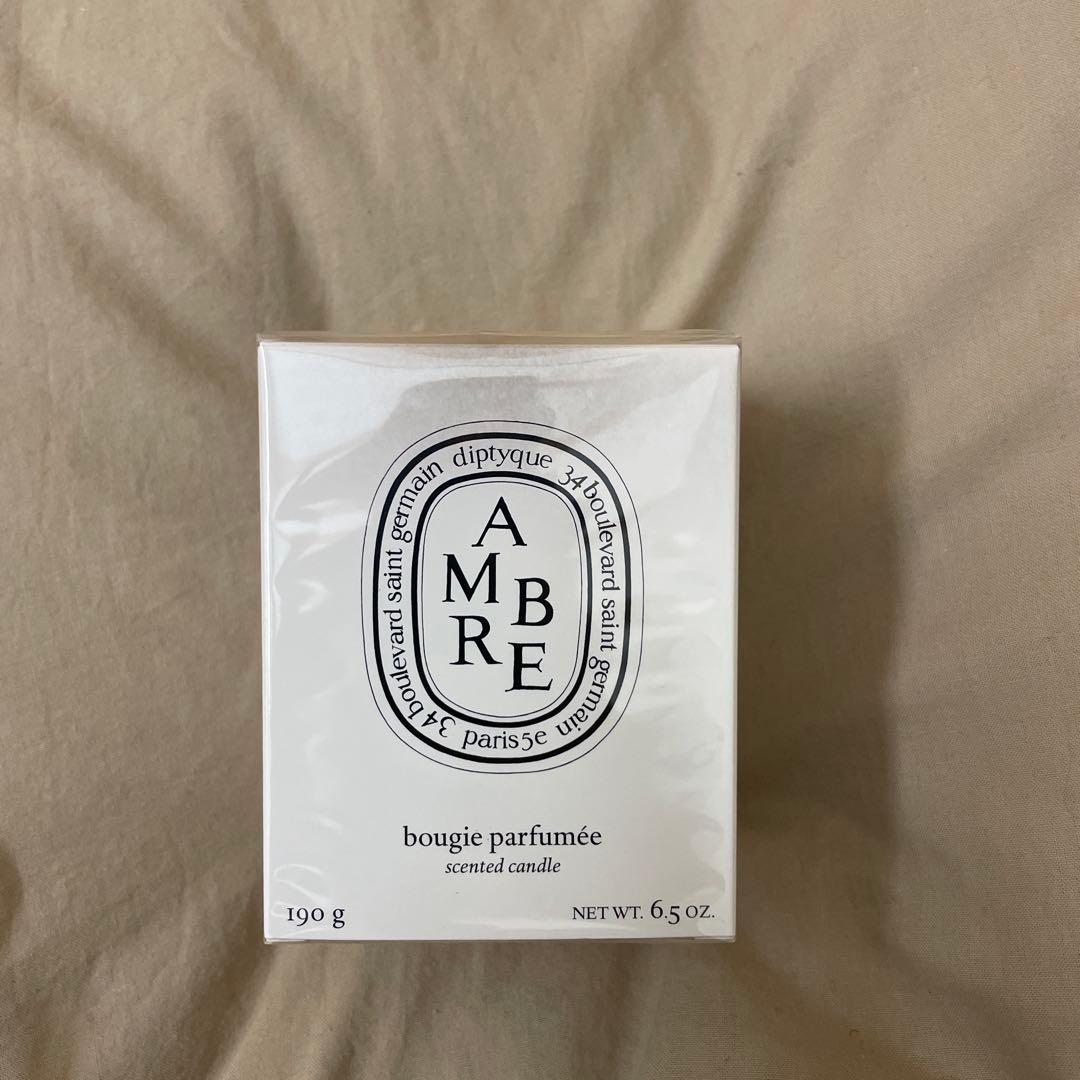 diptyque 34 boulevard saint germain paris 5e 34 boulevard saint germain
A
M B
R E
bougie parfumée
scented candle
190 g
NET WT. 6.5 OZ.